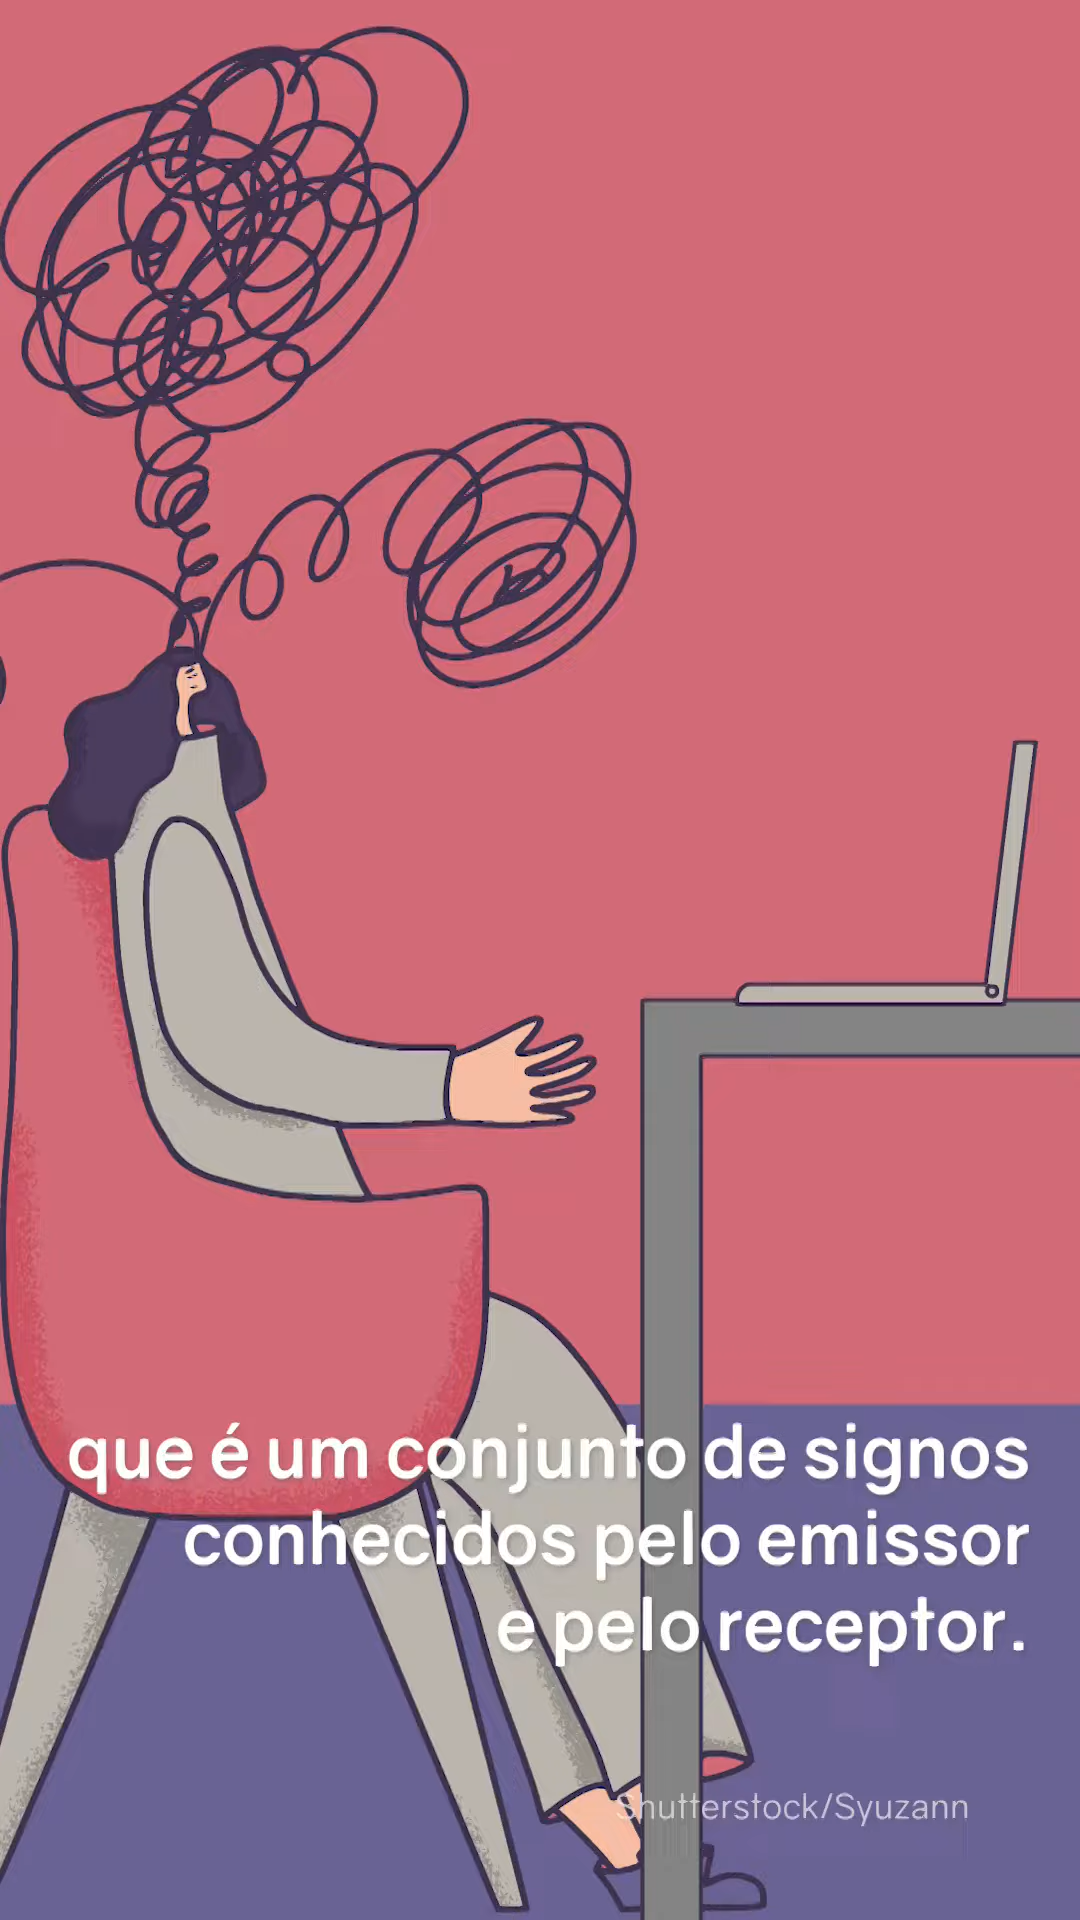 que é um conjunto de signos
conhecidos pelo emissor
e pelo receptor.
Shutterstock/Syuzann